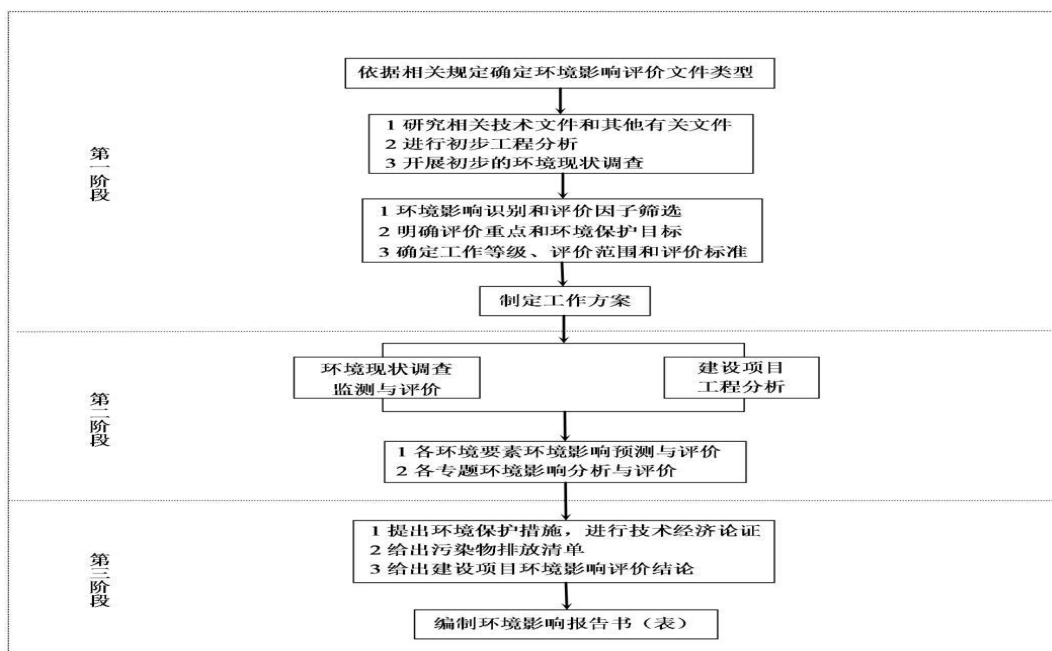 依据相关规定确定环境影响评价文件类型
1 研究相关技术文件和其他有关文件
2 进行初步工程分析
3 开展初步的环境现状调查
第一阶段
1 环境影响识别和评价因子筛选
2 明确评价重点和环境保护目标
3 确定工作等级、评价范围和评价标准
制定工作方案
环境现状调查
监测与评价
建设项目
工程分析
第二阶段
1 各环境要素环境影响预测与评价
2 各专题环境影响分析与评价
1 提出环境保护措施，进行技术经济论证
2 给出污染物排放清单
3 给出建设项目环境影响评价结论
第三阶段
编制环境影响报告书（表）